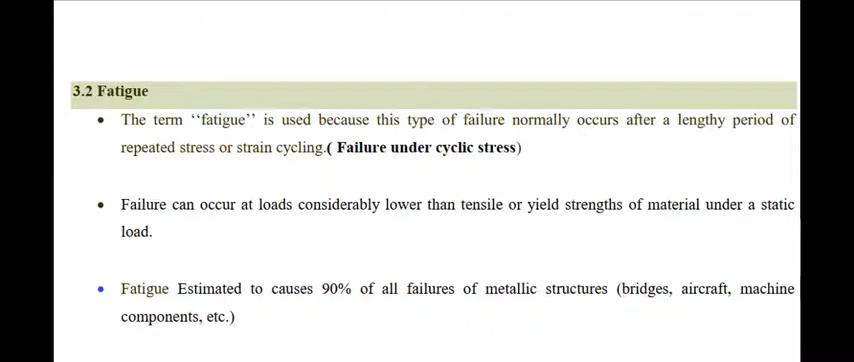 3.2 Fatigue
• The term ‘‘fatigue’’ is used because this type of failure normally occurs after a lengthy period of
repeated stress or strain cycling.( Failure under cyclic stress)
• Failure can occur at loads considerably lower than tensile or yield strengths of material under a static
load.
• Fatigue Estimated to causes 90% of all failures of metallic structures (bridges, aircraft, machine
components, etc.)